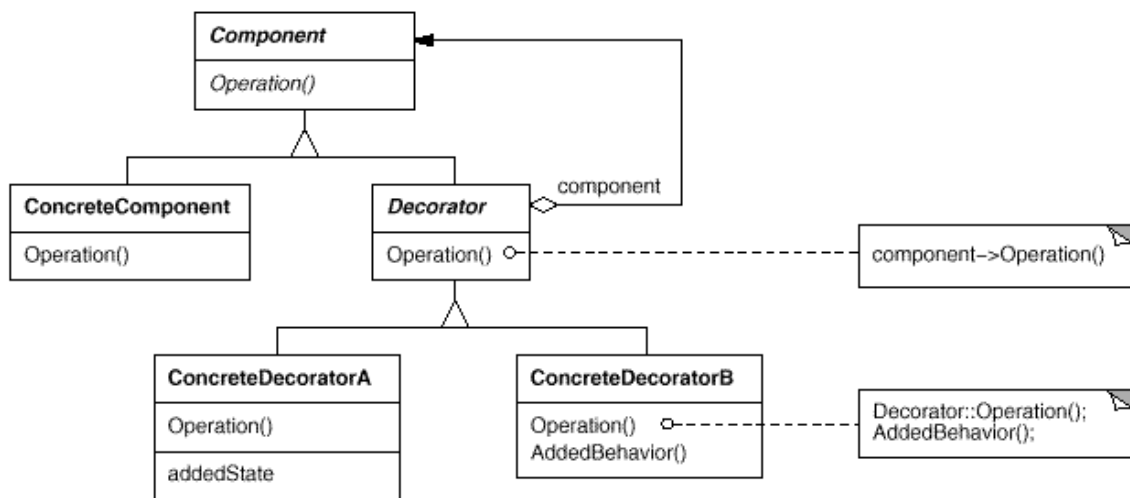 Component
Operation()
ConcreteComponent
Operation()
Decorator
Operation()
component
component->Operation()
ConcreteDecoratorA
Operation()
addedState
ConcreteDecoratorB
Operation()
AddedBehavior()
Decorator::Operation();
AddedBehavior();